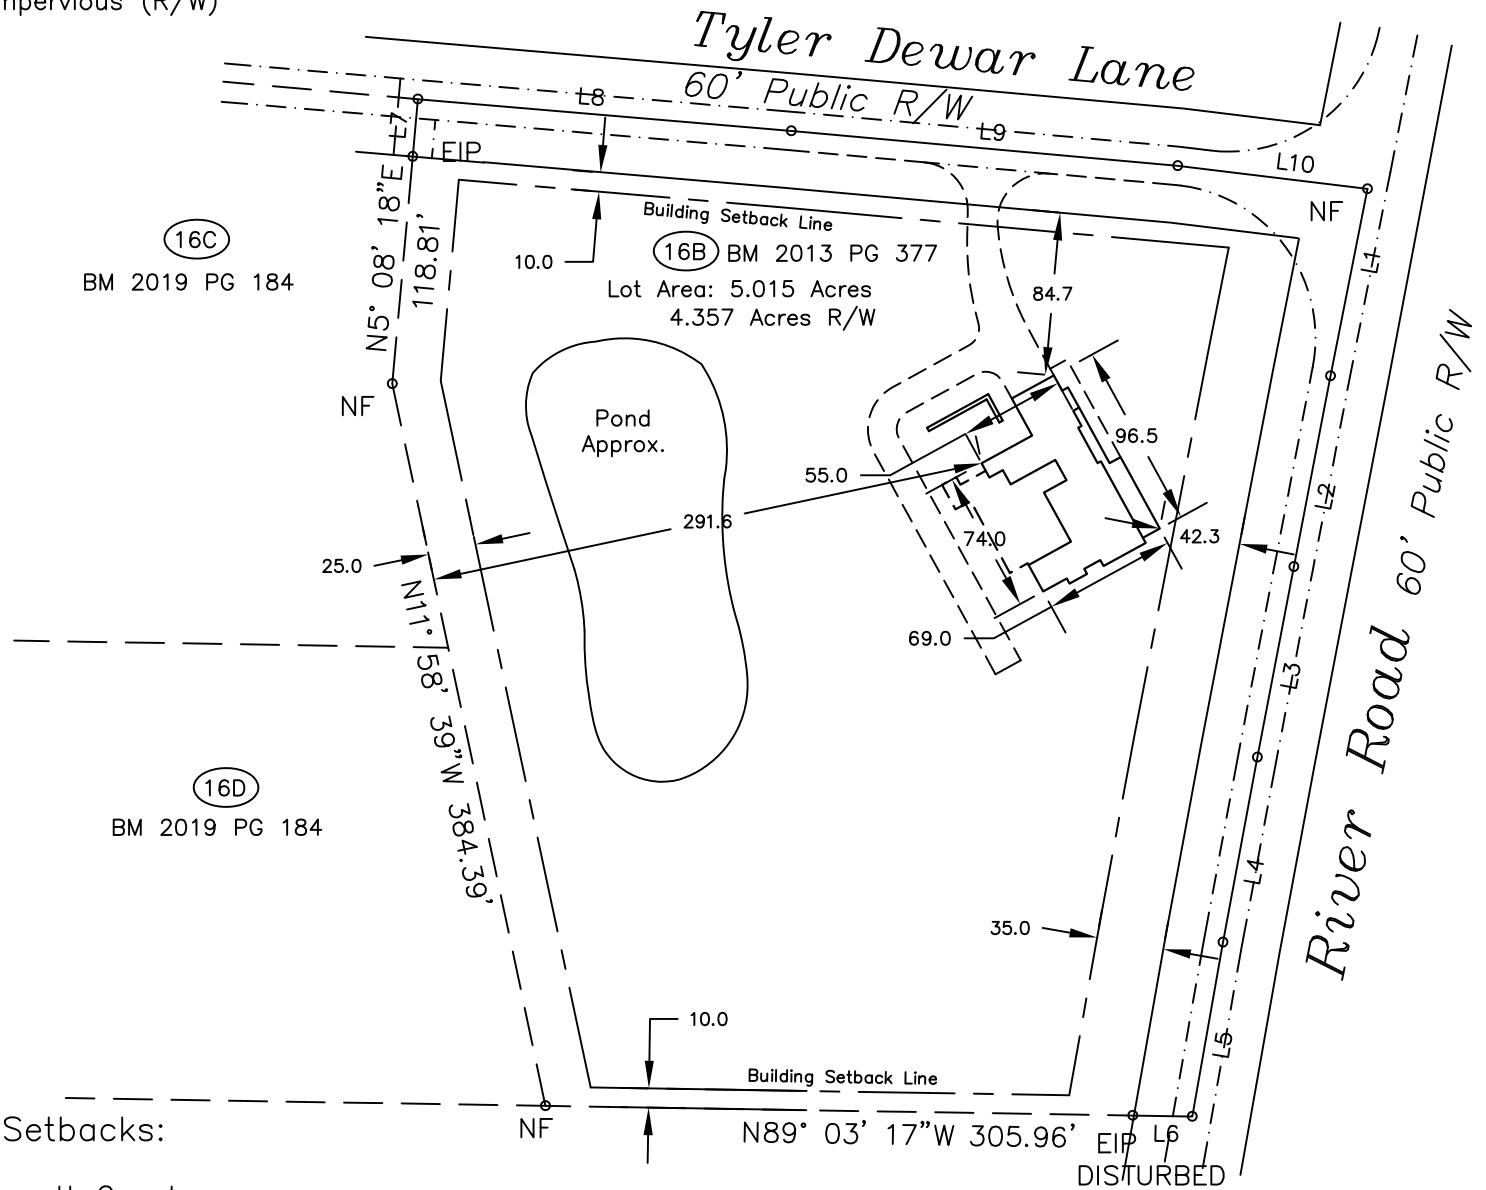 mpervious (R/W)
Tyler Dewar Lane
60' Public R/W
L8
L9
L10
L7
EIP
NF
L1
N5° 08' 18"E
118.81'
Building Setback Line
10.0
16B BM 2013 PG 377
Lot Area: 5.015 Acres
4.357 Acres R/W
84.7
16C
BM 2019 PG 184
NF
Pond
Approx.
96.5
55.0
291.6
74.0
42.3
25.0
69.0
L2
L3
River Road 60' Public R/W
N11° 58' 39"W 384.39'
16D
BM 2019 PG 184
L4
35.0
10.0
L5
Building Setback Line
Setbacks:
NF
N89° 03' 17"W 305.96'
EIP
L6
DISTURBED